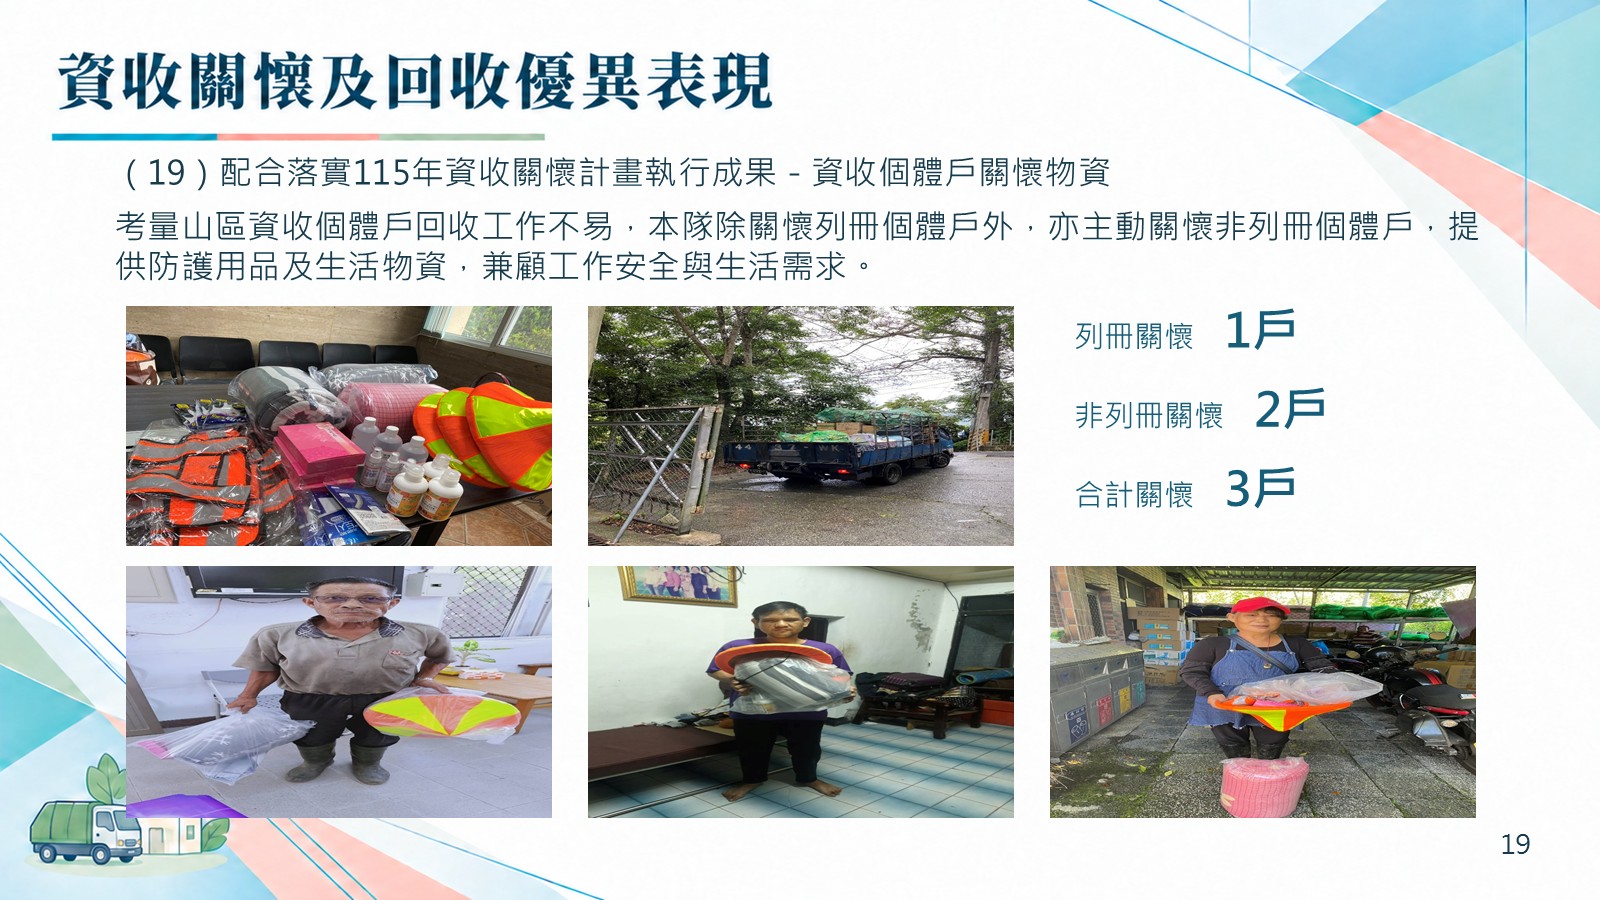 資收關懷及回收優異表現
（19）配合落實115年資收關懷計畫執行成果－資收個體戶關懷物資
考量山區資收個體戶回收工作不易，本隊除關懷列冊個體戶外，亦主動關懷非列冊個體戶，提
供防護用品及生活物資，兼顧工作安全與生活需求。
列冊關懷 1戶
非列冊關懷 2戶
合計關懷 3戶
19